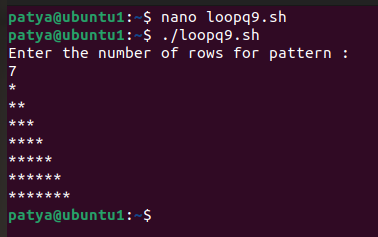 patya@ubuntu1:~$ nano loopq9.sh
patya@ubuntu1:~$ ./loopq9.sh
Enter the number of rows for pattern :
7
*
**
***
****
*****
******
*******
patya@ubuntu1:~$